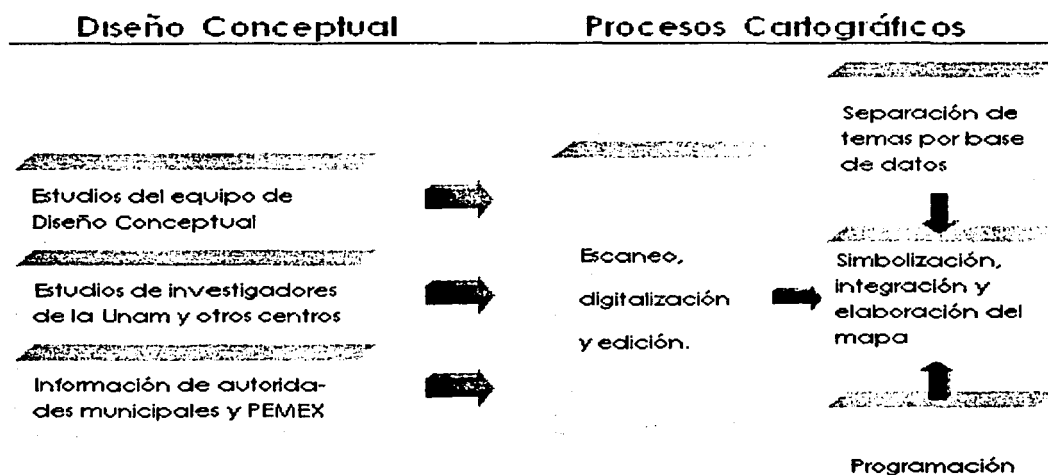 Diseño Conceptual
Procesos Cartográficos
Estudios del equipo de
Diseño Conceptual
Estudios de investigadores
de la Unam y otros centros
Información de autorida-
des municipales y PEMEX
Escaneo,
digitalización
y edición.
Separación de
temas por base
de datos
Simbolización,
integración y
elaboración del
mapa
Programación